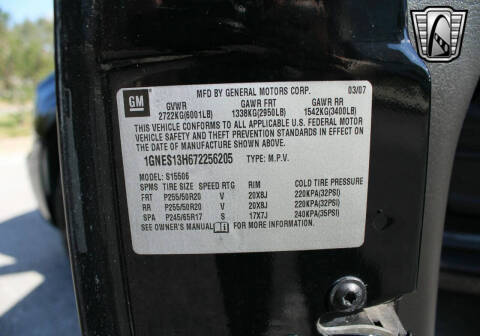 MFD BY GENERAL MOTORS CORP. 03/07
GM
GVWR GAWR FRT GAWR RR
2722KG(6001LB) 1338KG(2950LB) 1542KG(3400LB)
THIS VEHICLE CONFORMS TO ALL APPLICABLE U.S. FEDERAL MOTOR
VEHICLE SAFETY AND THEFT PREVENTION STANDARDS IN EFFECT ON
THE DATE OF MANUFACTURE SHOWN ABOVE.
1GNES13H672256205 TYPE: M.P.V.
MODEL: S15506
SPMS TIRE SIZE SPEED RTG RIM COLD TIRE PRESSURE
FRT P255/50R20 V 20X8J 220KPA(32PSI)
RR P255/50R20 V 20X8J 220KPA(32PSI)
SPA P245/65R17 S 17X7J 240KPA(35PSI)
SEE OWNER'S MANUAL FOR MORE INFORMATION.